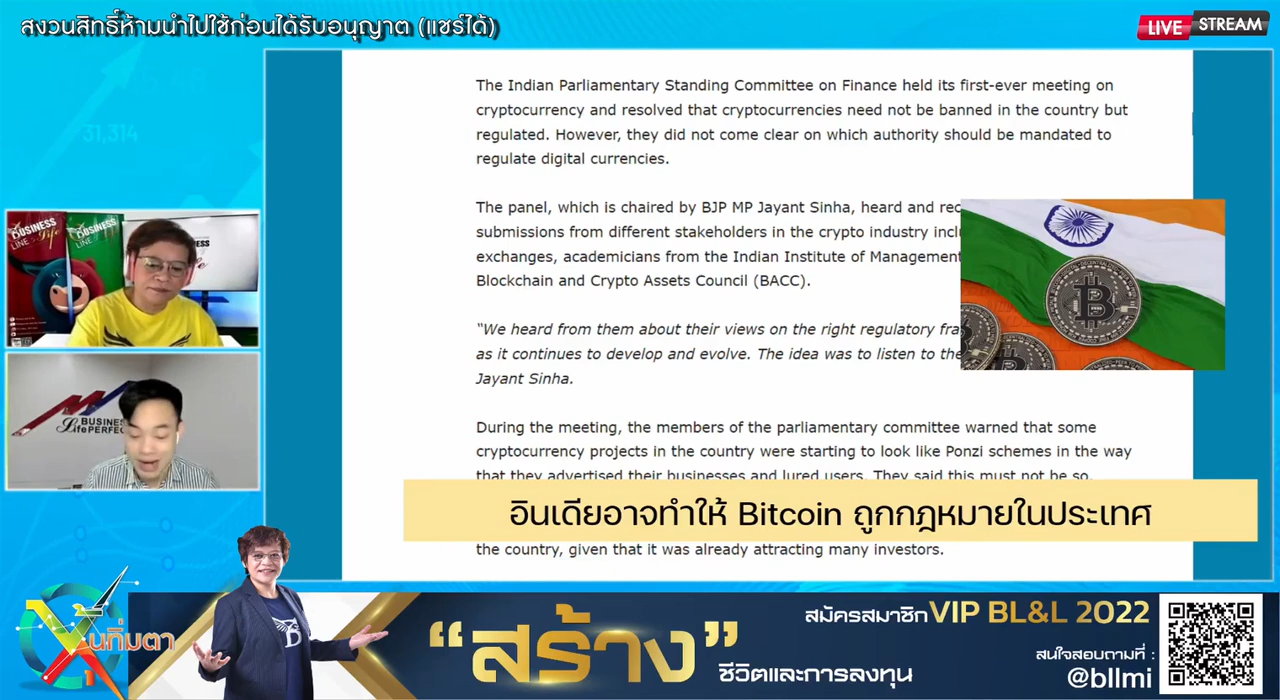 สงวนสิทธิ์ห้ามนำไปใช้ก่อนได้รับอนุญาต (แชร์ได้)
LIVE STREAM
31,314
The Indian Parliamentary Standing Committee on Finance held its first-ever meeting on
cryptocurrency and resolved that cryptocurrencies need not be banned in the country but
regulated. However, they did not come clear on which authority should be mandated to
regulate digital currencies.
The panel, which is chaired by BJP MP Jayant Sinha, heard and rec
submissions from different stakeholders in the crypto industry inclu
exchanges, academicians from the Indian Institute of Management
Blockchain and Crypto Assets Council (BACC).
"We heard from them about their views on the right regulatory fra
as it continues to develop and evolve. The idea was to listen to the
Jayant Sinha.
During the meeting, the members of the parliamentary committee warned that some
cryptocurrency projects in the country were starting to look like Ponzi schemes in the way
that they advertised their businesses and lured users. They said this must not be so.
อินเดียอาจทำให้ Bitcoin ถูกกฎหมายในประเทศ
the country, given that it was already attracting many investors.
BUSINESS
LINE & Life
BUSINESS
LINE &
BUSINESS
Life PERFEC
ทันทิ่มตา
"สร้าง"
ชีวิตและการลงทุน
สมัครสมาชิก VIP BL&L 2022
สนใจสอบถามที่ :
@bllmi